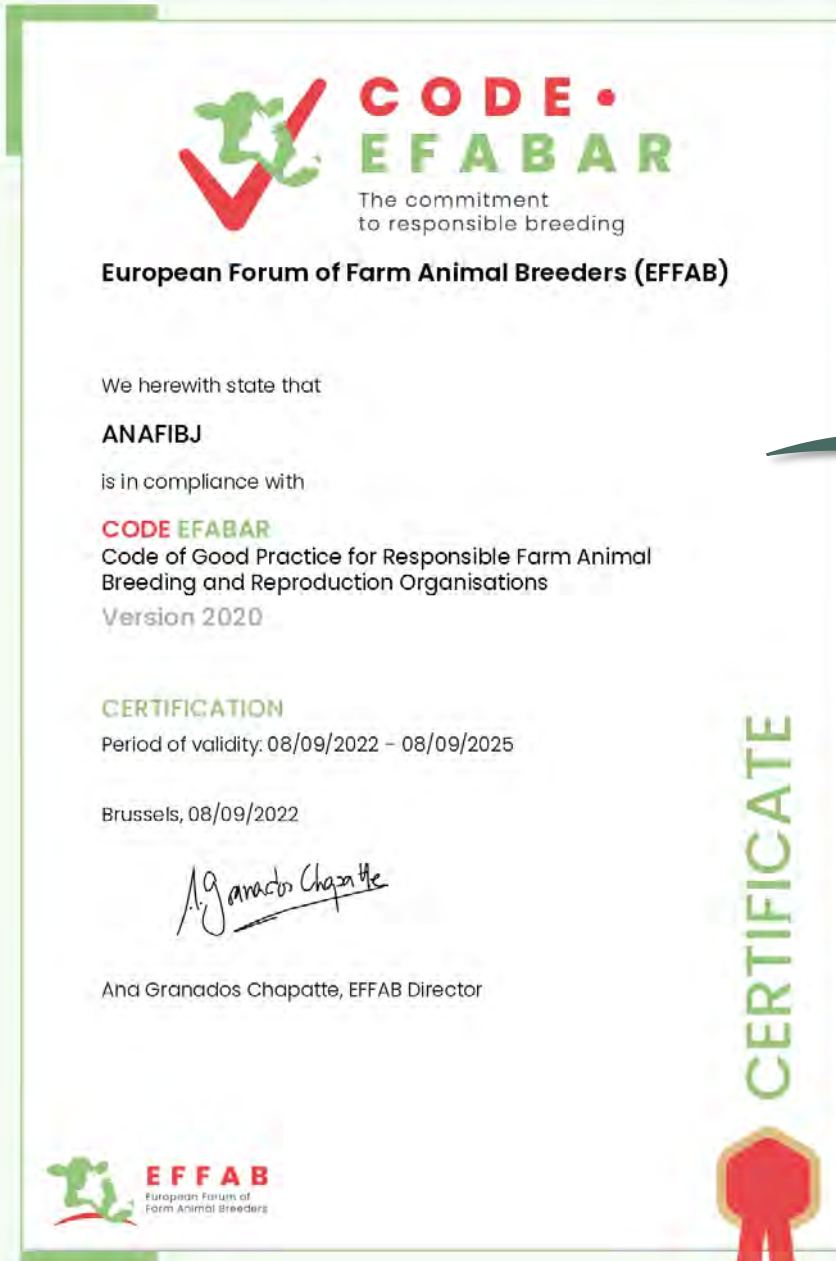 CODE •
EFABAR
The commitment
to responsible breeding
European Forum of Farm Animal Breeders (EFFAB)
We herewith state that
ANAFIBJ
is in compliance with
CODE EFABAR
Code of Good Practice for Responsible Farm Animal
Breeding and Reproduction Organisations
Version 2020
CERTIFICATION
Period of validity: 08/09/2022 - 08/09/2025
Brussels, 08/09/2022
A. Granados Chapatte
Ana Granados Chapatte, EFFAB Director
CERTIFICATE
EFFAB
European Forum of
Farm Animal Breeders